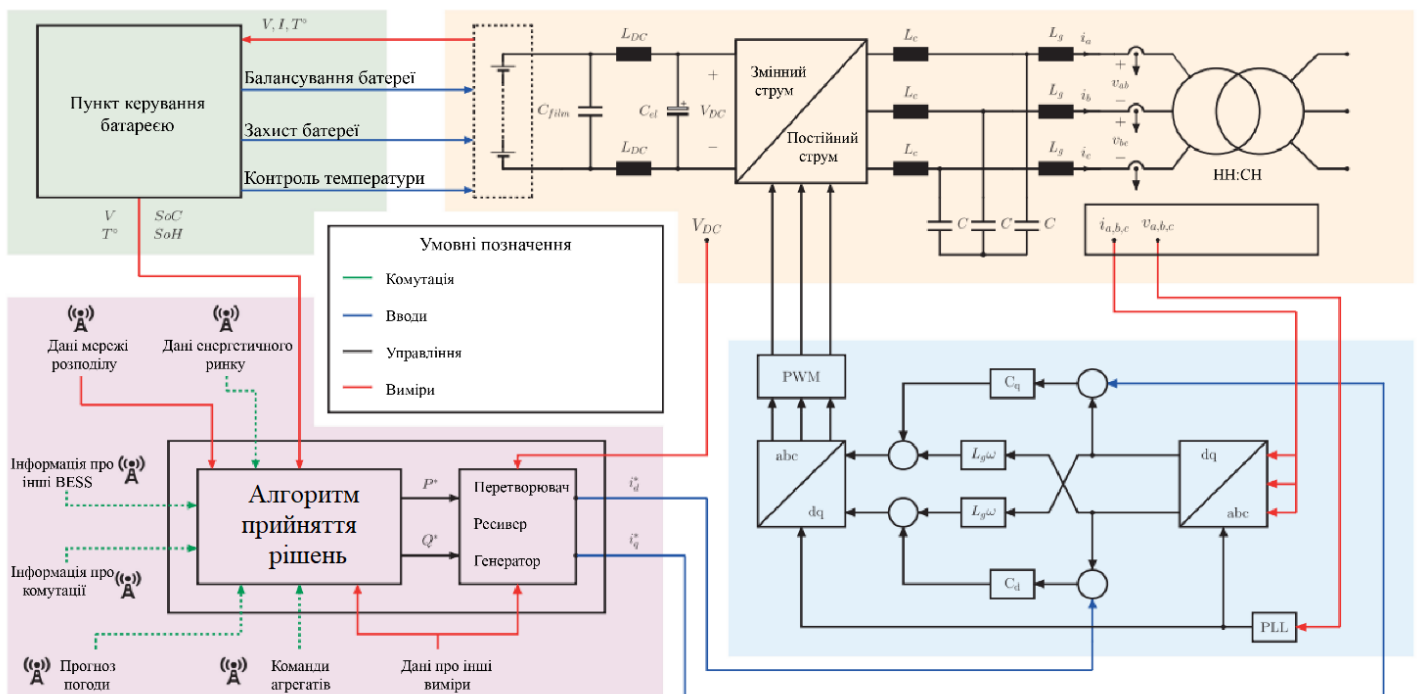 Пункт керування
батареєю
V, I, T°
Балансування батереї
Захист батереї
Контроль температури
V SoC
T° SoH
L_DC
C_film
C_el
+
V_DC
−
L_DC
Змінний
струм
Постійний
струм
L_c
L_c
L_c
L_g
L_g
L_g
i_a
i_b
i_c
+
v_ab
−
+
v_bc
−
НН:СН
C
C
C
i_a,b,c
v_a,b,c
V_DC
Умовні позначення
Комутація
Вводи
Управління
Виміри
Дані мережі
розподілу
Дані енергетичного
ринку
Інформація про
інші BESS
Інформація про
комутації
Прогноз
погоди
Команди
агрегатів
Дані про інші
виміри
Алгоритм
прийняття
рішень
P*
Q*
Перетворювач
Ресивер
Генератор
i*_d
i*_q
PWM
abc
dq
C_q
L_gω
L_gω
C_d
dq
abc
PLL